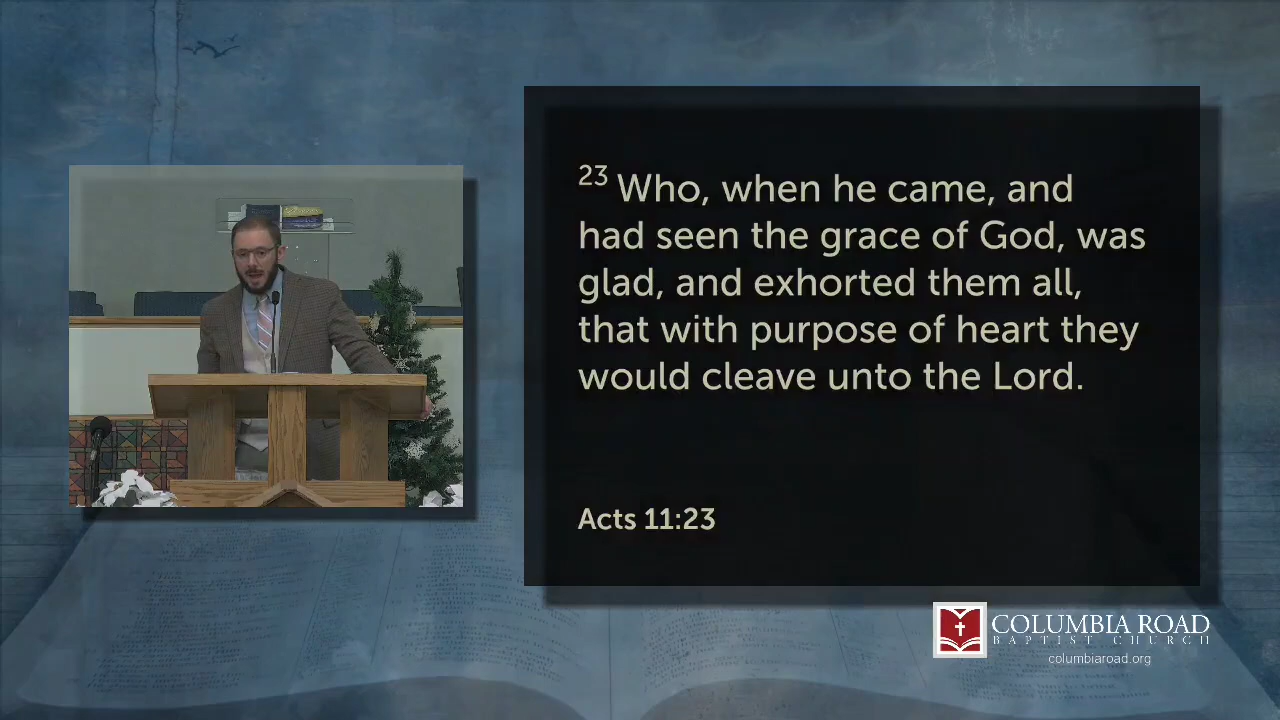 23 Who, when he came, and
had seen the grace of God, was
glad, and exhorted them all,
that with purpose of heart they
would cleave unto the Lord.
Acts 11:23
COLUMBIA ROAD
BAPTIST CHURCH
columbiaroad.org